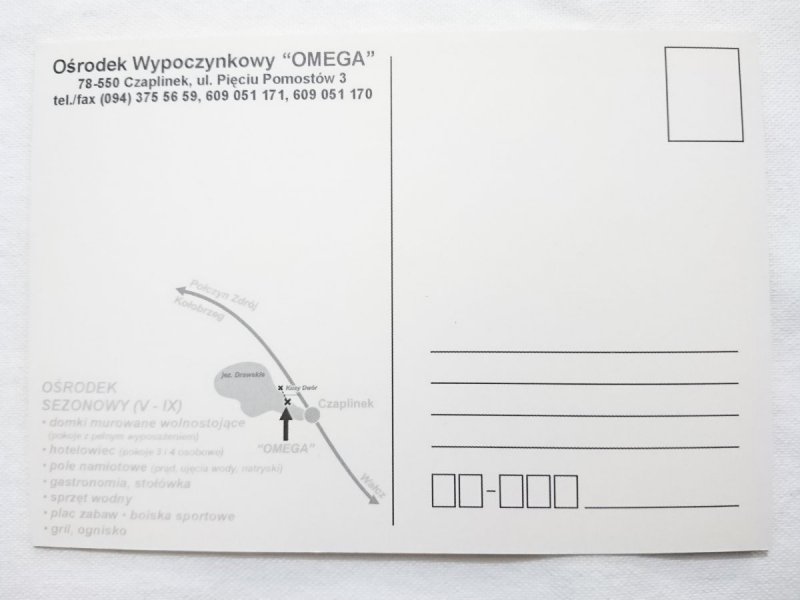 Ośrodek Wypoczynkowy “OMEGA”
78-550 Czaplinek, ul. Pięciu Pomostów 3
tel./fax (094) 375 56 59, 609 051 171, 609 051 170
Połczyn Zdrój
Kołobrzeg
jez. Drawskie
Kusy Dwór
Czaplinek
“OMEGA”
Wałcz
OŚRODEK
SEZONOWY (V - IX)
• domki murowane wolnostojące
(pokoje z pełnym wyposażeniem)
• hotelowiec (pokoje 3 i 4 osobowe)
• pole namiotowe (prąd, ujęcia wody, natryski)
• gastronomia, stołówka
• sprzęt wodny
• plac zabaw • boiska sportowe
• gril, ognisko